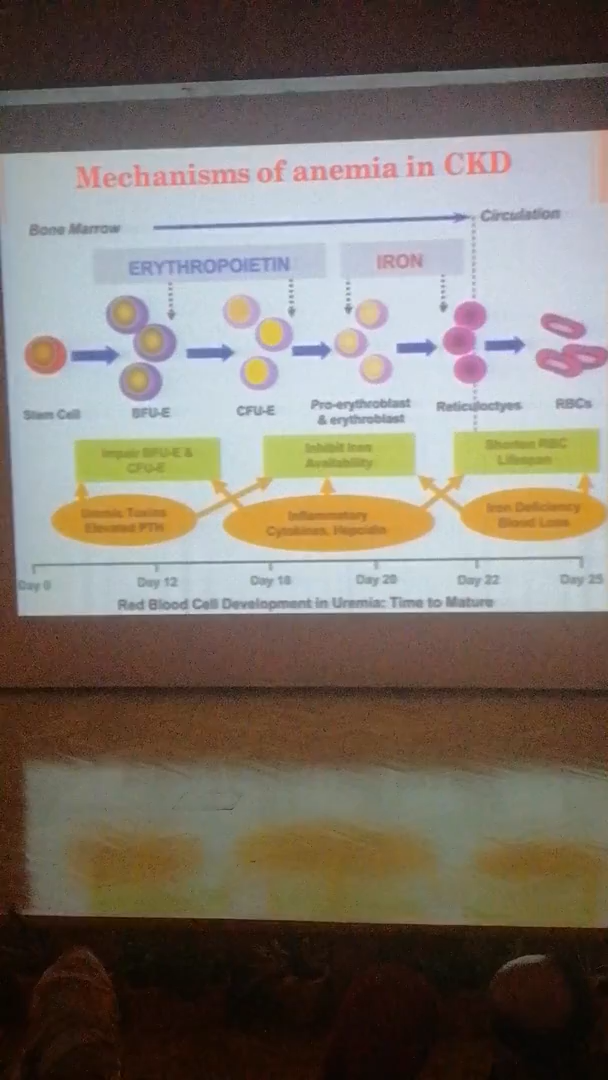 Mechanisms of anemia in CKD
Bone Marrow
Circulation
ERYTHROPOIETIN
IRON
Stem Cell
BFU-E
CFU-E
Pro-erythroblast
& erythroblast
Reticuloctyes
RBCs
Impair BFU-E &
CFU-E
Inhibit Iron
Availability
Shorten RBC
Lifespan
Uremic Toxins
Elevated PTH
Inflammatory
Cytokines, Hepcidin
Iron Deficiency
Blood Loss
Day 0
Day 12
Day 18
Day 20
Day 22
Day 25
Red Blood Cell Development in Uremia: Time to Mature